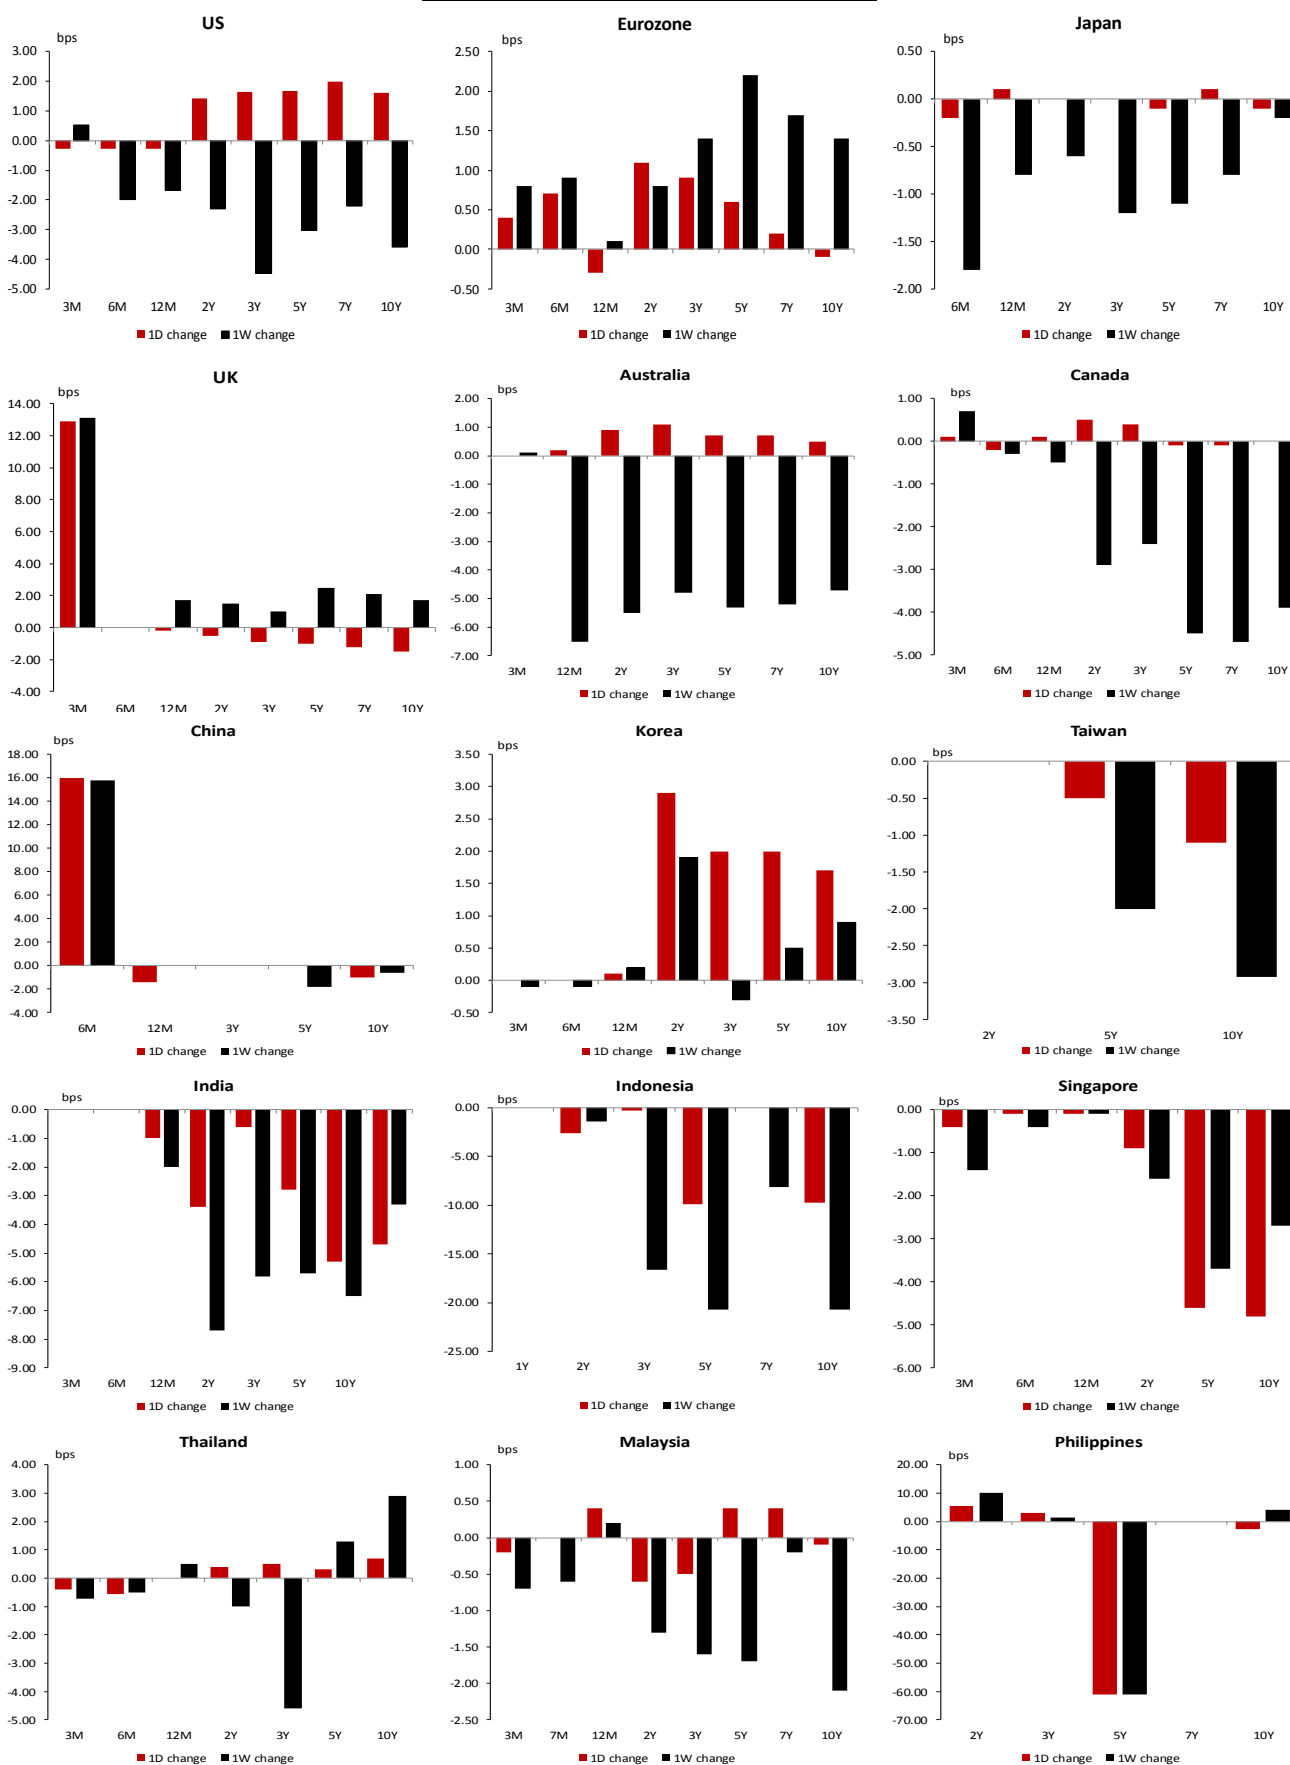 US
bps
3.00
2.00
1.00
0.00
-1.00
-2.00
-3.00
-4.00
-5.00
3M 6M 12M 2Y 3Y 5Y 7Y 10Y
1D change 1W change
Eurozone
bps
2.50
2.00
1.50
1.00
0.50
0.00
-0.50
3M 6M 12M 2Y 3Y 5Y 7Y 10Y
1D change 1W change
Japan
bps
0.50
0.00
-0.50
-1.00
-1.50
-2.00
6M 12M 2Y 3Y 5Y 7Y 10Y
1D change 1W change
UK
bps
14.00
12.00
10.00
8.00
6.00
4.00
2.00
0.00
-2.00
-4.00
3M 6M 12M 2Y 3Y 5Y 7Y 10Y
Australia
bps
2.00
1.00
0.00
-1.00
-2.00
-3.00
-4.00
-5.00
-6.00
-7.00
3M 12M 2Y 3Y 5Y 7Y 10Y
1D change 1W change
Canada
bps
1.00
0.00
-1.00
-2.00
-3.00
-4.00
-5.00
3M 6M 12M 2Y 3Y 5Y 7Y 10Y
1D change 1W change
China
bps
18.00
16.00
14.00
12.00
10.00
8.00
6.00
4.00
2.00
0.00
-2.00
-4.00
6M 12M 3Y 5Y 10Y
1D change 1W change
Korea
bps
3.50
3.00
2.50
2.00
1.50
1.00
0.50
0.00
-0.50
3M 6M 12M 2Y 3Y 5Y 10Y
1D change 1W change
Taiwan
bps
0.00
-0.50
-1.00
-1.50
-2.00
-2.50
-3.00
-3.50
2Y 5Y 10Y
1D change 1W change
India
bps
0.00
-1.00
-2.00
-3.00
-4.00
-5.00
-6.00
-7.00
-8.00
-9.00
3M 6M 12M 2Y 3Y 5Y 10Y
1D change 1W change
Indonesia
bps
0.00
-5.00
-10.00
-15.00
-20.00
-25.00
1Y 2Y 3Y 5Y 7Y 10Y
1D change 1W change
Singapore
bps
0.00
-1.00
-2.00
-3.00
-4.00
-5.00
-6.00
3M 6M 12M 2Y 5Y 10Y
1D change 1W change
Thailand
bps
4.00
3.00
2.00
1.00
0.00
-1.00
-2.00
-3.00
-4.00
-5.00
3M 6M 12M 2Y 3Y 5Y 10Y
1D change 1W change
Malaysia
bps
1.00
0.50
0.00
-0.50
-1.00
-1.50
-2.00
-2.50
3M 7M 12M 2Y 3Y 5Y 7Y 10Y
1D change 1W change
Philippines
bps
20.00
10.00
0.00
-10.00
-20.00
-30.00
-40.00
-50.00
-60.00
-70.00
2Y 3Y 5Y 7Y 10Y
1D change 1W change